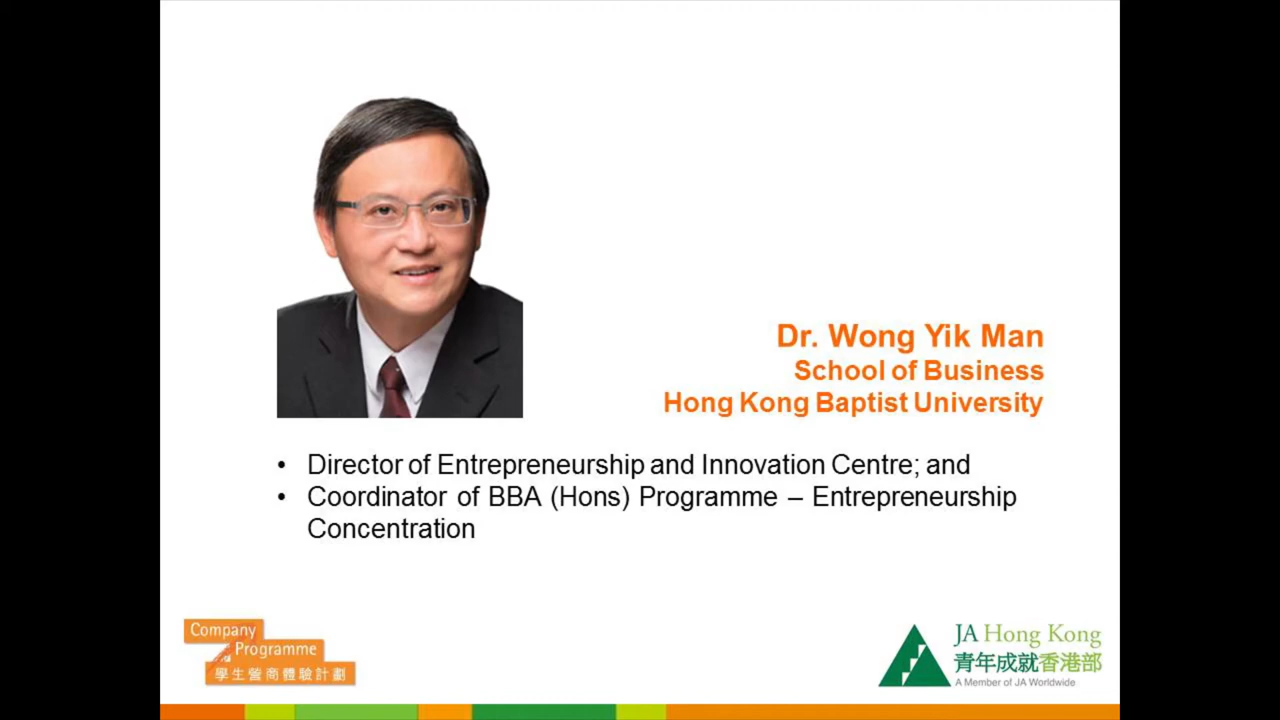 Dr. Wong Yik Man
School of Business
Hong Kong Baptist University
• Director of Entrepreneurship and Innovation Centre; and
• Coordinator of BBA (Hons) Programme – Entrepreneurship
Concentration
Company
Programme
學生營商體驗計劃
JA Hong Kong
青年成就香港部
A Member of JA Worldwide